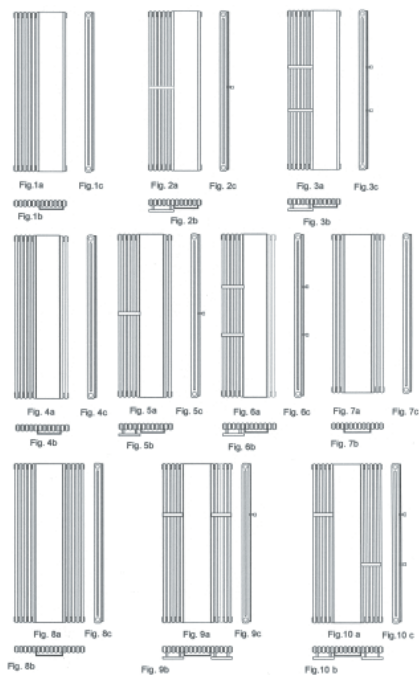 Fig.1a Fig.1c Fig.2a Fig. 2c Fig. 3a Fig.3c
Fig.1b Fig. 2b Fig. 3b
Fig. 4a Fig. 4c Fig. 5a Fig. 5c Fig. 6a Fig. 6c Fig. 7a Fig. 7c
Fig. 4b Fig. 5b Fig. 6b Fig. 7b
Fig. 8a Fig. 8c Fig. 9a Fig. 9c Fig. 10 a Fig.10 c
Fig. 8b Fig. 9b Fig.10 b